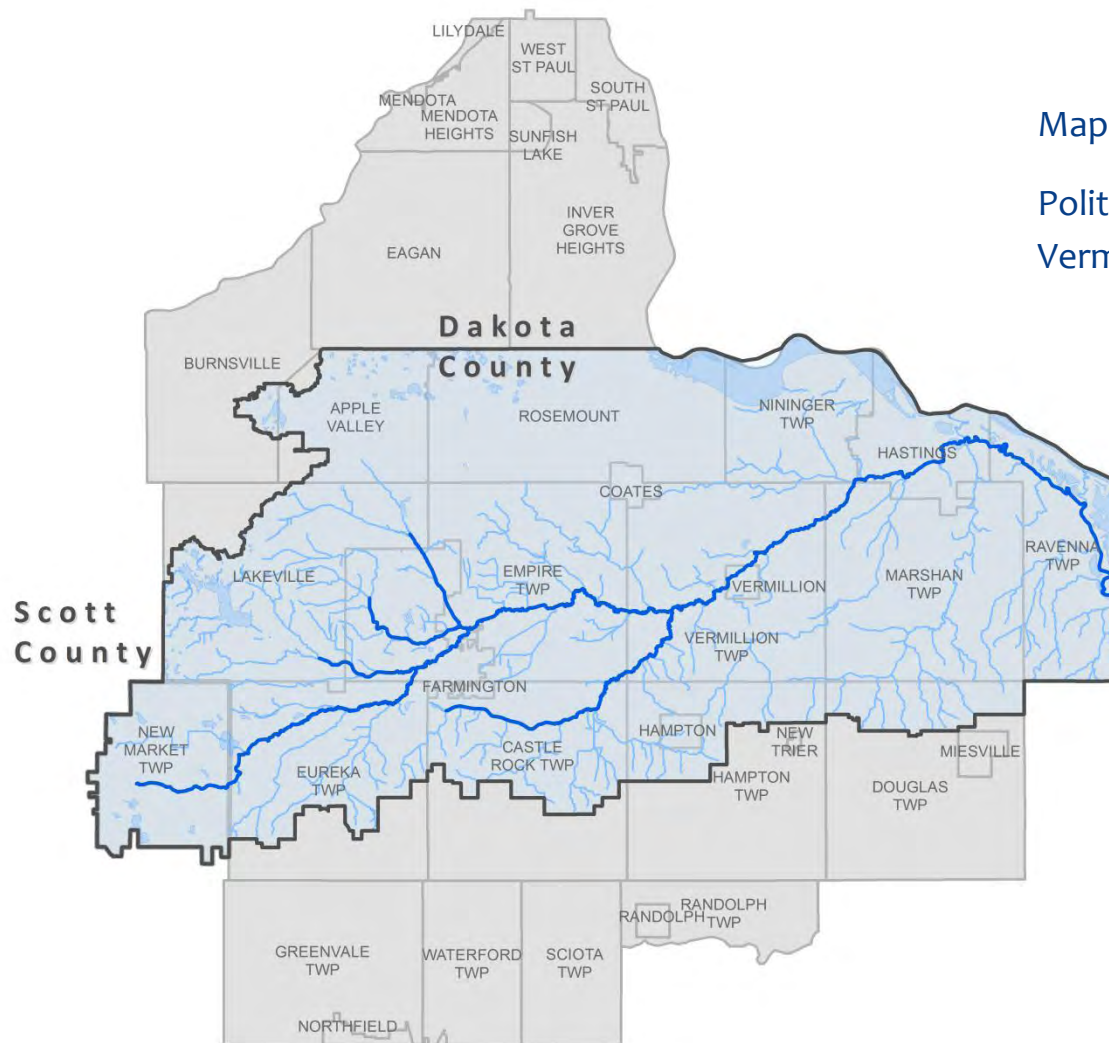 LILYDALE
WEST
ST PAUL
SOUTH
ST PAUL
MENDOTA
MENDOTA
HEIGHTS
SUNFISH
LAKE
Map
Polit
Verm
INVER
GROVE
HEIGHTS
EAGAN
Dakota
County
BURNSVILLE
APPLE
VALLEY
ROSEMOUNT
NININGER
TWP
HASTINGS
COATES
LAKEVILLE
EMPIRE
TWP
VERMILLION
MARSHAN
TWP
RAVENNA
TWP
Scott
County
VERMILLION
TWP
FARMINGTON
NEW
MARKET
TWP
EUREKA
TWP
CASTLE
ROCK TWP
HAMPTON
NEW
TRIER
MIESVILLE
HAMPTON
TWP
DOUGLAS
TWP
RANDOLPH
RANDOLPH
TWP
GREENVALE
TWP
WATERFORD
TWP
SCIOTA
TWP
NORTHFIELD